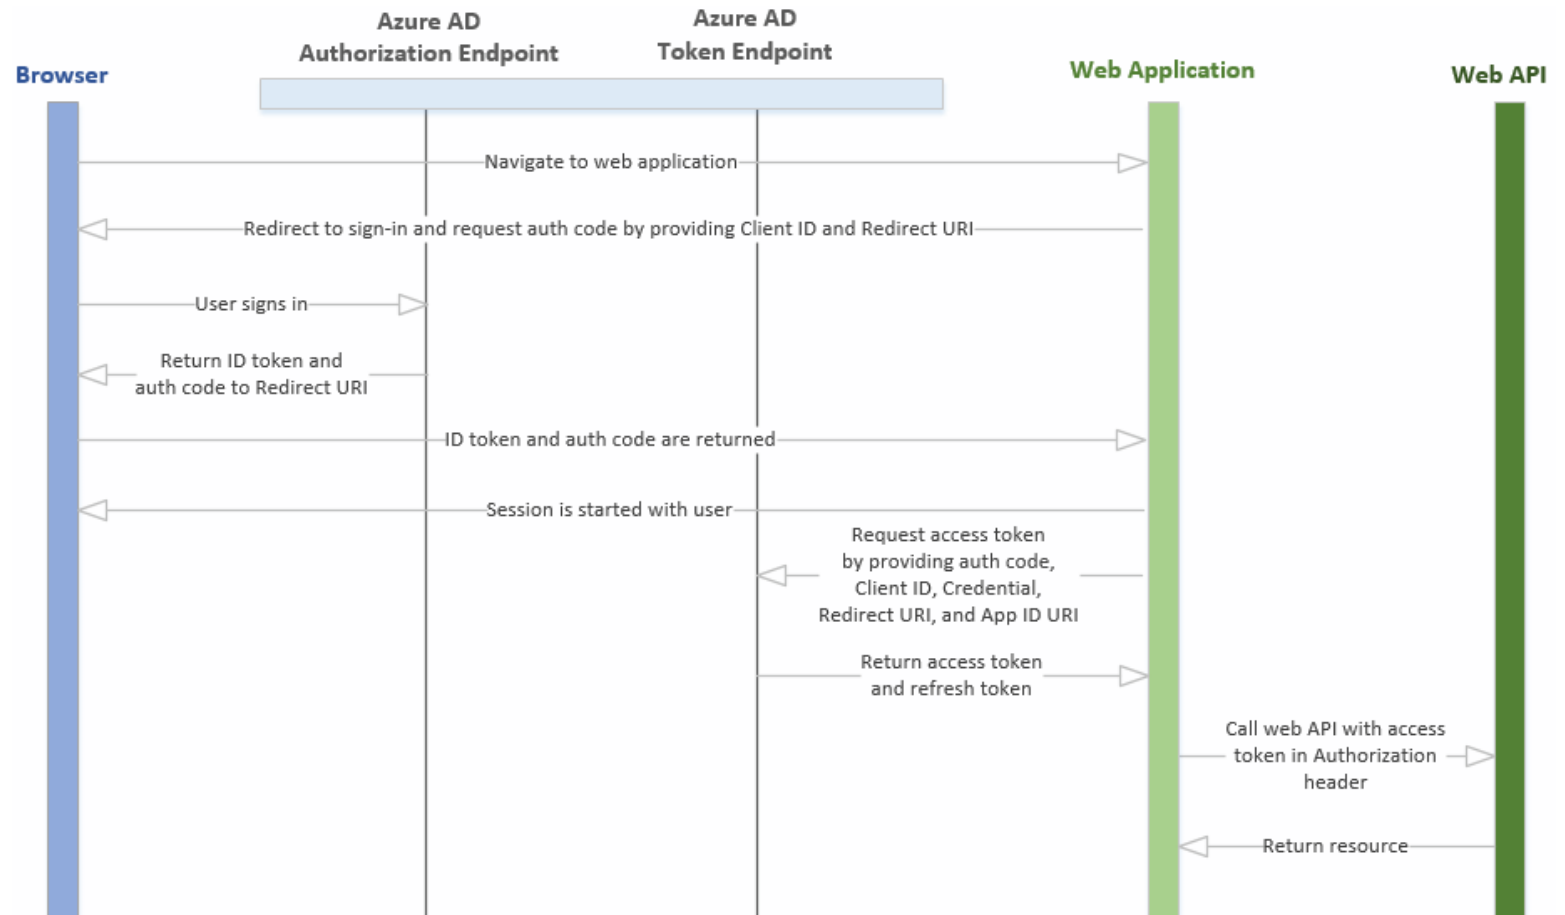 Azure AD
Authorization Endpoint
Azure AD
Token Endpoint
Browser
Web Application
Web API
Navigate to web application
Redirect to sign-in and request auth code by providing Client ID and Redirect URI
User signs in
Return ID token and
auth code to Redirect URI
ID token and auth code are returned
Session is started with user
Request access token
by providing auth code,
Client ID, Credential,
Redirect URI, and App ID URI
Return access token
and refresh token
Call web API with access
token in Authorization
header
Return resource